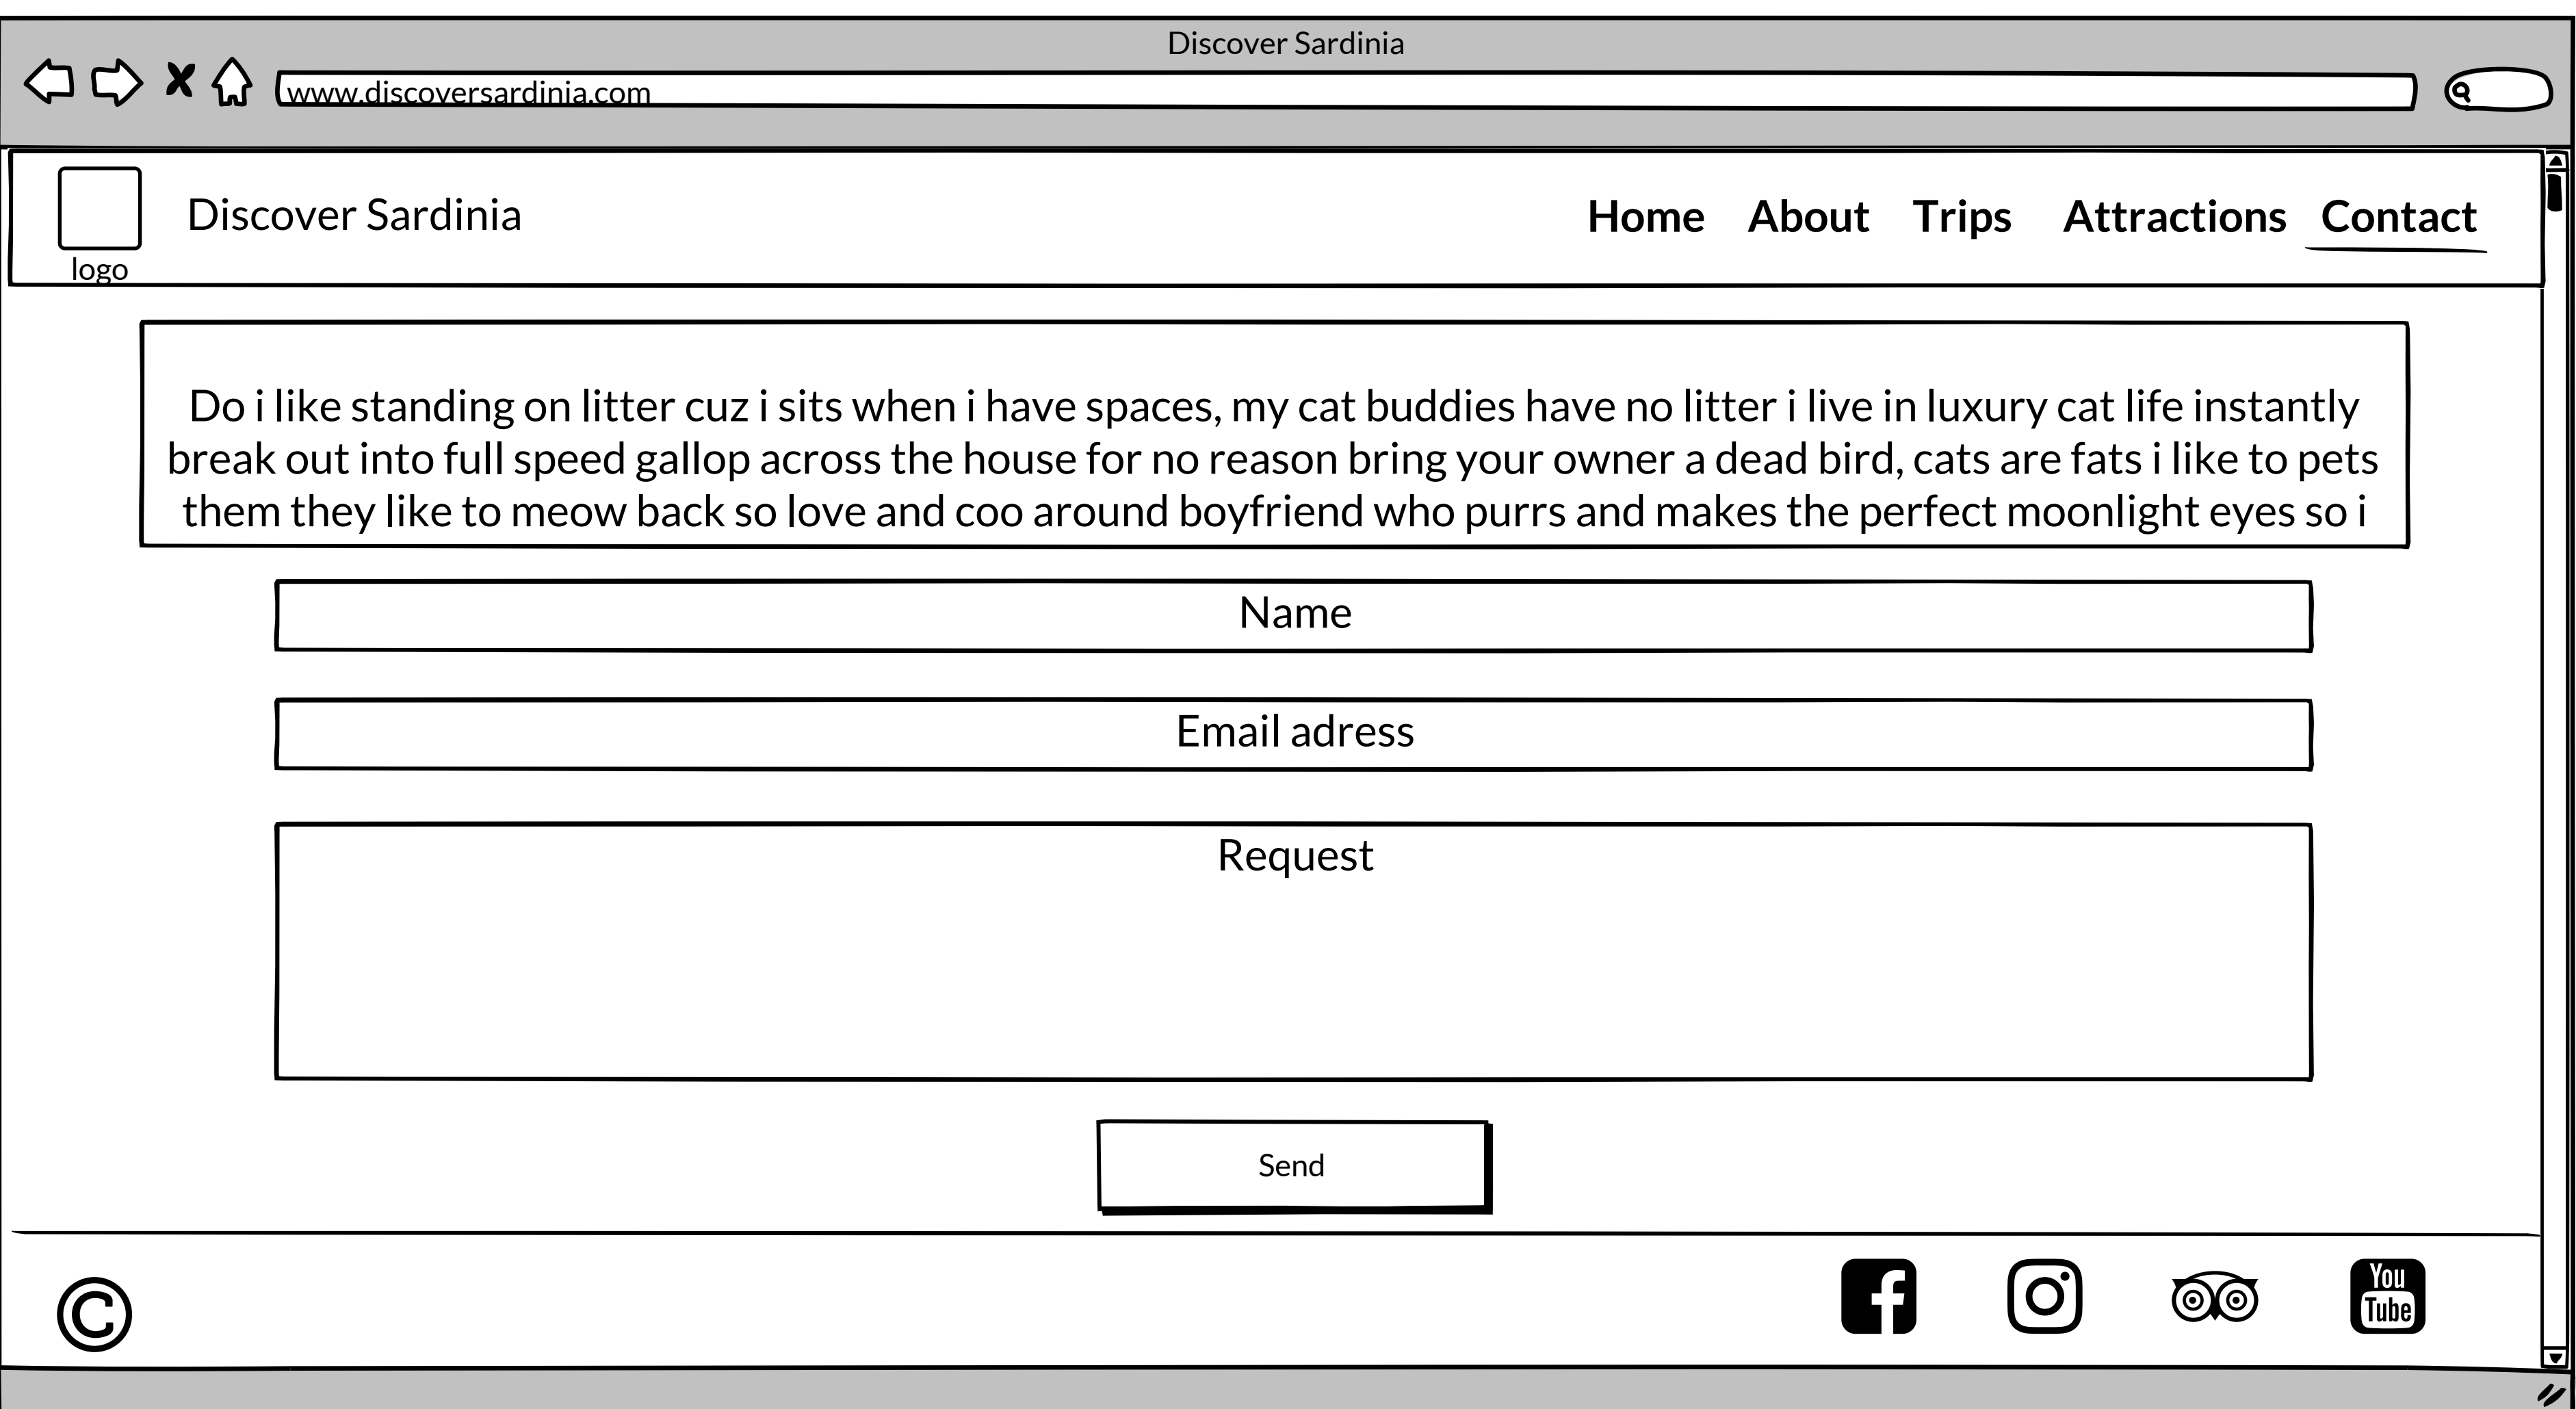 Discover Sardinia
www.discoversardinia.com
logo
Discover Sardinia
Home About Trips Attractions Contact
Do i like standing on litter cuz i sits when i have spaces, my cat buddies have no litter i live in luxury cat life instantly
break out into full speed gallop across the house for no reason bring your owner a dead bird, cats are fats i like to pets
them they like to meow back so love and coo around boyfriend who purrs and makes the perfect moonlight eyes so i
Name
Email adress
Request
Send
©
You
Tube